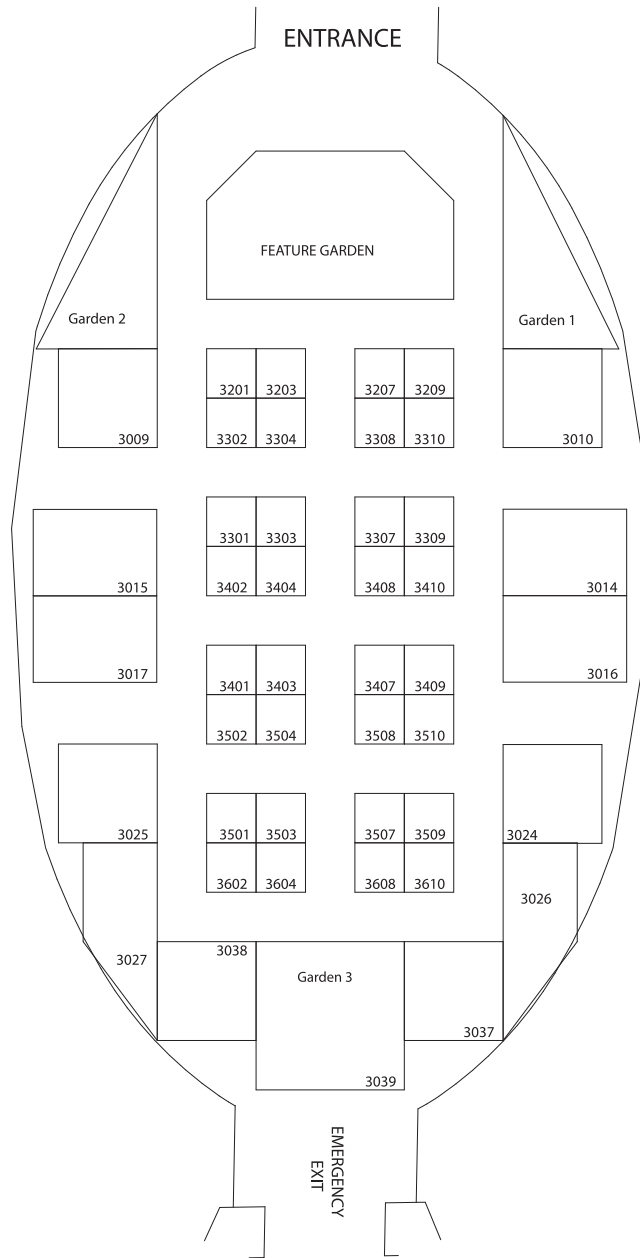 ENTRANCE
FEATURE GARDEN
Garden 2
Garden 1
3201 3203 3207 3209
3009 3302 3304 3308 3310 3010
3301 3303 3307 3309
3015 3402 3404 3408 3410 3014
3017 3401 3403 3407 3409 3016
3502 3504 3508 3510
3025 3501 3503 3507 3509 3024
3602 3604 3608 3610
3026
3038
3027
Garden 3
3037
3039
EMERGENCY
EXIT